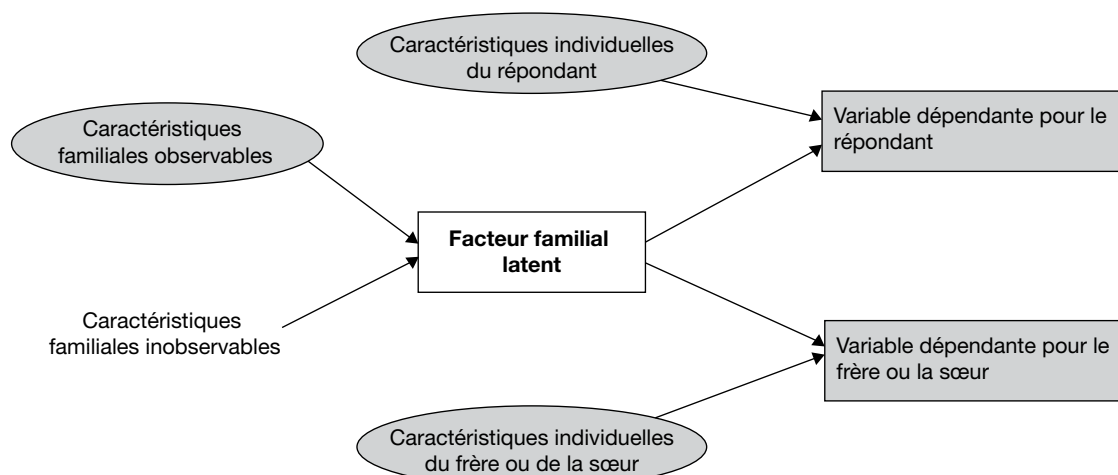 Caractéristiques individuelles
du répondant
Caractéristiques
familiales observables
Variable dépendante pour le
répondant
Facteur familial
latent
Caractéristiques
familiales inobservables
Variable dépendante pour le
frère ou la sœur
Caractéristiques individuelles
du frère ou de la sœur